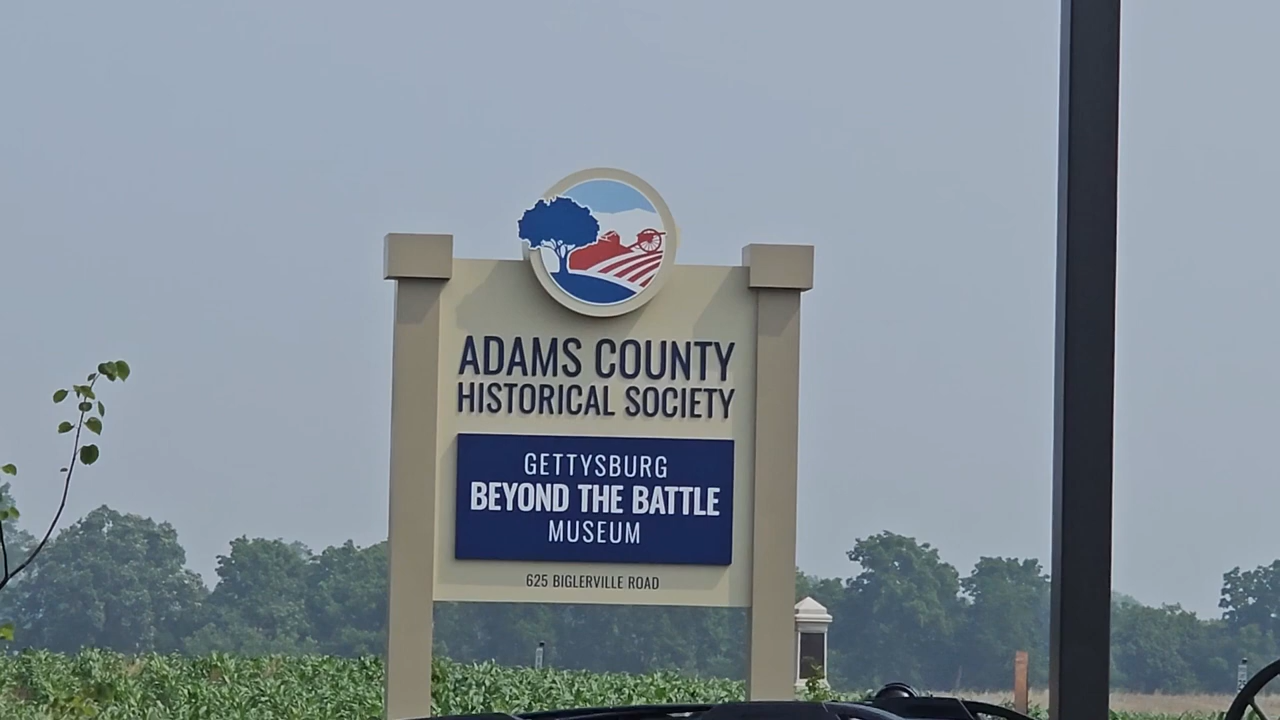 ADAMS COUNTY
HISTORICAL SOCIETY
GETTYSBURG
BEYOND THE BATTLE
MUSEUM
625 BIGLERVILLE ROAD